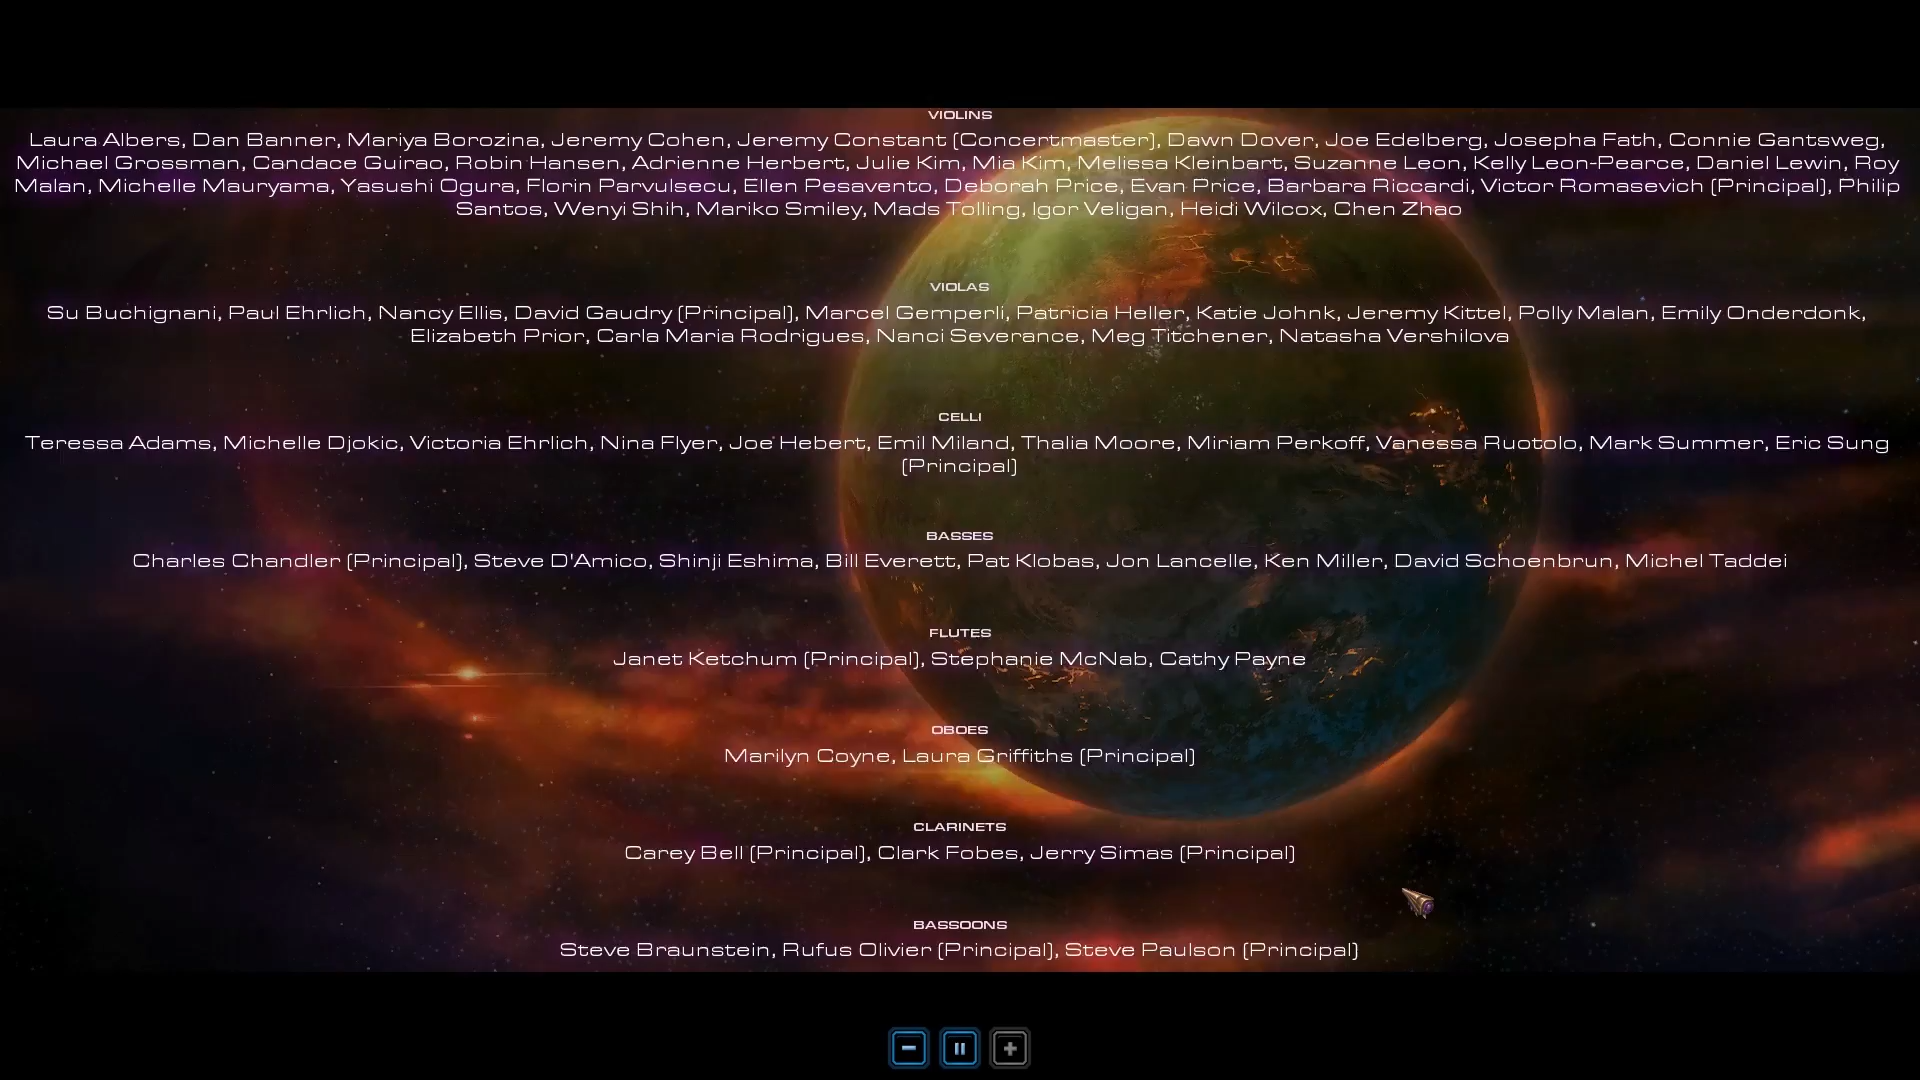 VIOLINS
Laura Albers, Dan Banner, Mariya Borozina, Jeremy Cohen, Jeremy Constant (Concertmaster), Dawn Dover, Joe Edelberg, Josepha Fath, Connie Gantsweg,
Michael Grossman, Candace Guirao, Robin Hansen, Adrienne Herbert, Julie Kim, Mia Kim, Melissa Kleinbart, Suzanne Leon, Kelly Leon-Pearce, Daniel Lewin, Roy
Malan, Michelle Mauryama, Yasushi Ogura, Florin Parvulsecu, Ellen Pesavento, Deborah Price, Evan Price, Barbara Riccardi, Victor Romasevich (Principal), Philip
Santos, Wenyi Shih, Mariko Smiley, Mads Tolling, Igor Veligan, Heidi Wilcox, Chen Zhao
VIOLAS
Su Buchignani, Paul Ehrlich, Nancy Ellis, David Gaudry (Principal), Marcel Gemperli, Patricia Heller, Katie Johnk, Jeremy Kittel, Polly Malan, Emily Onderdonk,
Elizabeth Prior, Carla Maria Rodrigues, Nanci Severance, Meg Titchener, Natasha Vershilova
CELLI
Teressa Adams, Michelle Djokic, Victoria Ehrlich, Nina Flyer, Joe Hebert, Emil Miland, Thalia Moore, Miriam Perkoff, Vanessa Ruotolo, Mark Summer, Eric Sung
(Principal)
BASSES
Charles Chandler (Principal), Steve D'Amico, Shinji Eshima, Bill Everett, Pat Klobas, Jon Lancelle, Ken Miller, David Schoenbrun, Michel Taddei
FLUTES
Janet Ketchum (Principal), Stephanie McNab, Cathy Payne
OBOES
Marilyn Coyne, Laura Griffiths (Principal)
CLARINETS
Carey Bell (Principal), Clark Fobes, Jerry Simas (Principal)
BASSOONS
Steve Braunstein, Rufus Olivier (Principal), Steve Paulson (Principal)